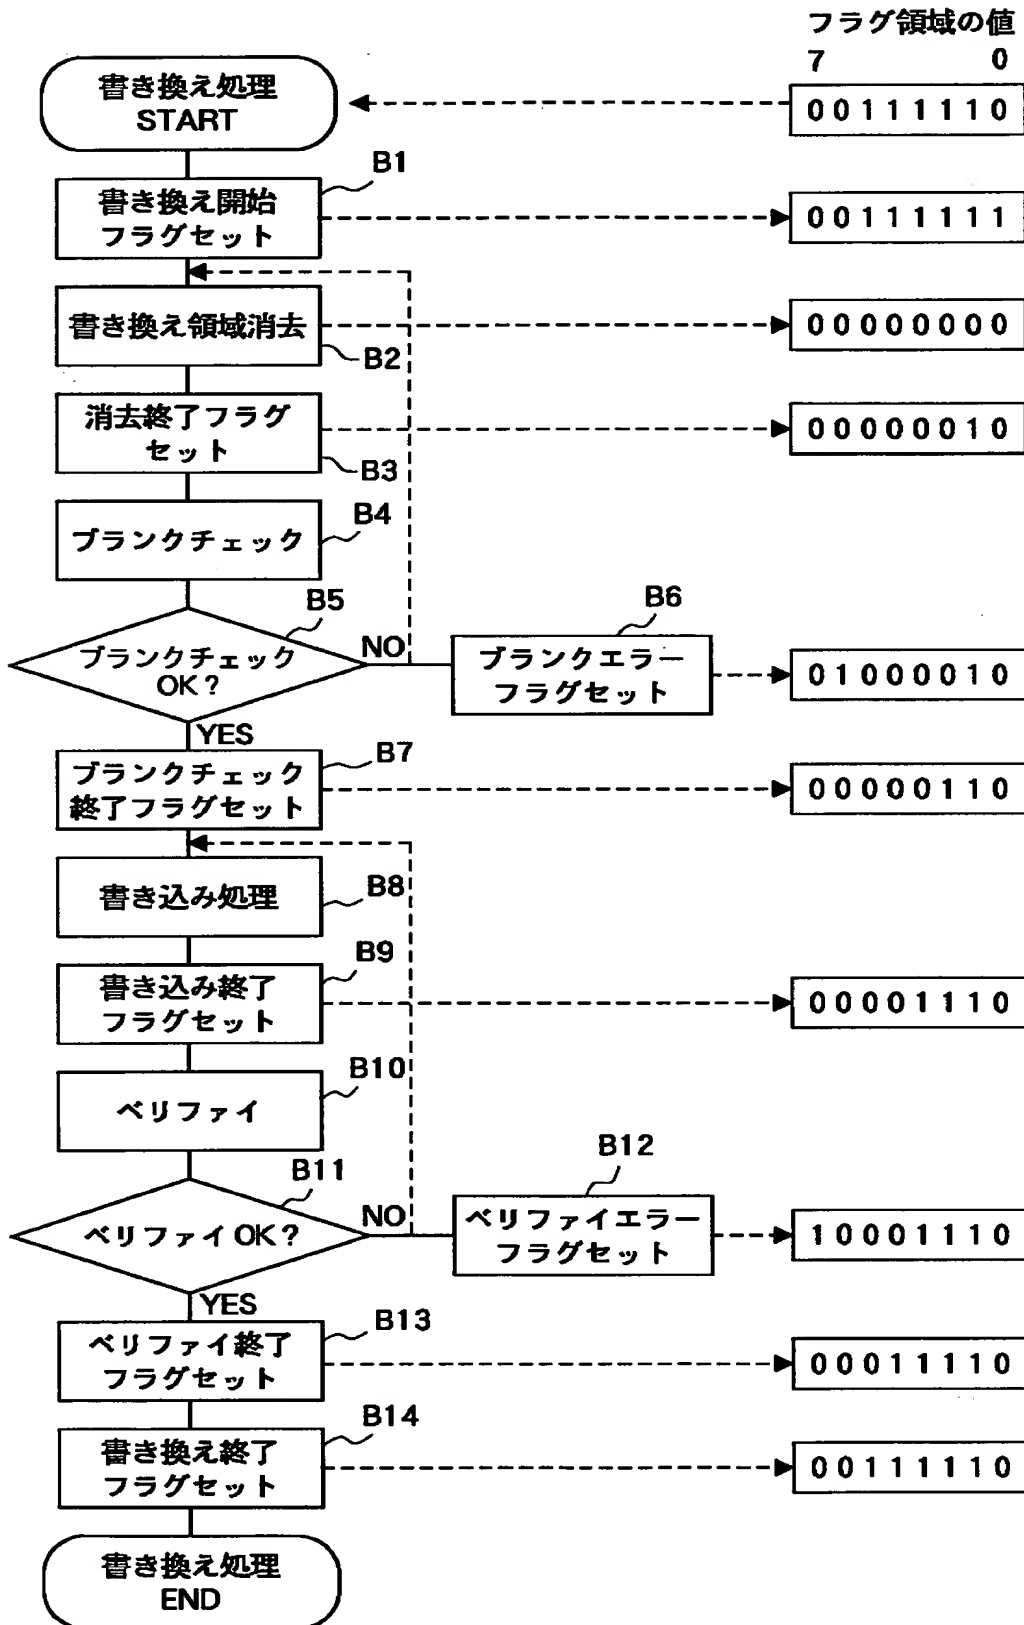 フラグ領域の値
7 0
書き換え処理
START
00111110
B1
書き換え開始
フラグセット
00111111
書き換え領域消去
B2
00000000
消去終了フラグ
セット
B3
00000010
B4
ブランクチェック
B5
ブランクチェック
OK?
NO
B6
ブランクエラー
フラグセット
01000010
YES
B7
ブランクチェック
終了フラグセット
00000110
書き込み処理
B8
B9
書き込み終了
フラグセット
00001110
B10
ベリファイ
B11
ベリファイOK?
NO
B12
ベリファイエラー
フラグセット
10001110
YES
B13
ベリファイ終了
フラグセット
00011110
B14
書き換え終了
フラグセット
00111110
書き換え処理
END